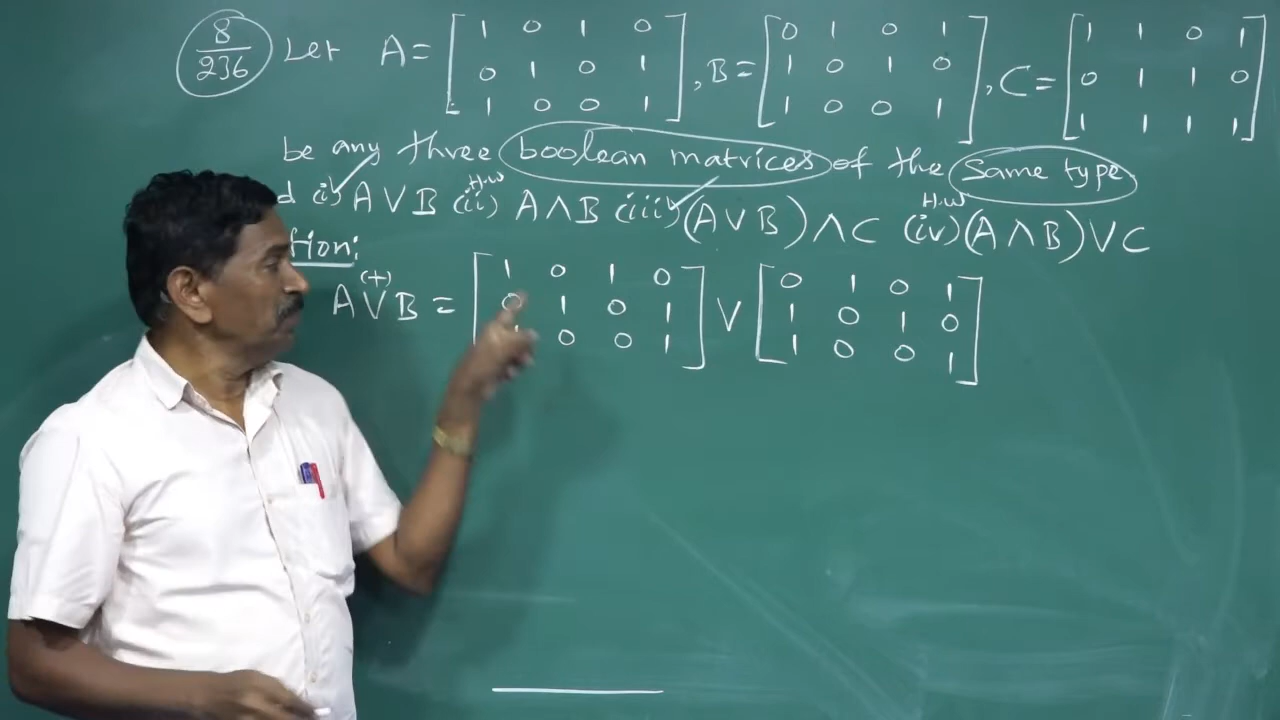 8/236 Let A = [ 1 0 1 0 ] , B = [ 0 1 0 1 ] , C = [ 1 1 0 1 ]
[ 0 1 0 1 ] [ 1 0 1 0 ] [ 0 1 1 0 ]
[ 1 0 0 1 ] [ 1 0 0 1 ] [ 1 1 1 1 ]
be any three boolean matrices of the same type
d (i) A ∨ B (ii) H.W A ∧ B (iii) (A ∨ B) ∧ C (iv) H.W (A ∧ B) ∨ C
tion:
A ∨ (+) B = [ 1 0 1 0 ] ∨ [ 0 1 0 1 ]
[ 0 1 0 1 ] [ 1 0 1 0 ]
[ 1 0 0 1 ] [ 1 0 0 1 ]